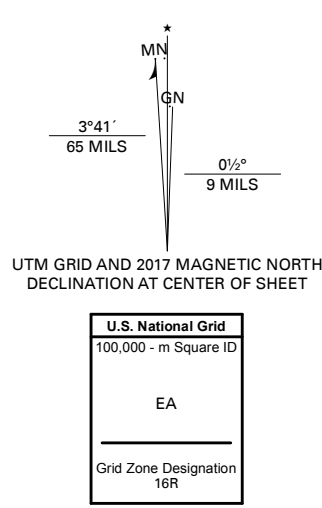 ★
MN
GN
3°41´
65 MILS
0½°
9 MILS
UTM GRID AND 2017 MAGNETIC NORTH
DECLINATION AT CENTER OF SHEET
U.S. National Grid
100,000 - m Square ID
EA
Grid Zone Designation
16R